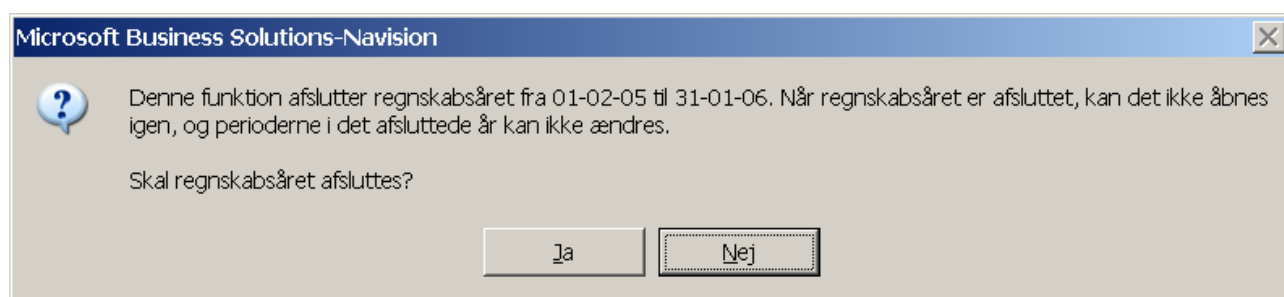 Microsoft Business Solutions-Navision
Denne funktion afslutter regnskabsåret fra 01-02-05 til 31-01-06. Når regnskabsåret er afsluttet, kan det ikke åbnes
igen, og perioderne i det afsluttede år kan ikke ændres.
Skal regnskabsåret afsluttes?
Ja
Nej